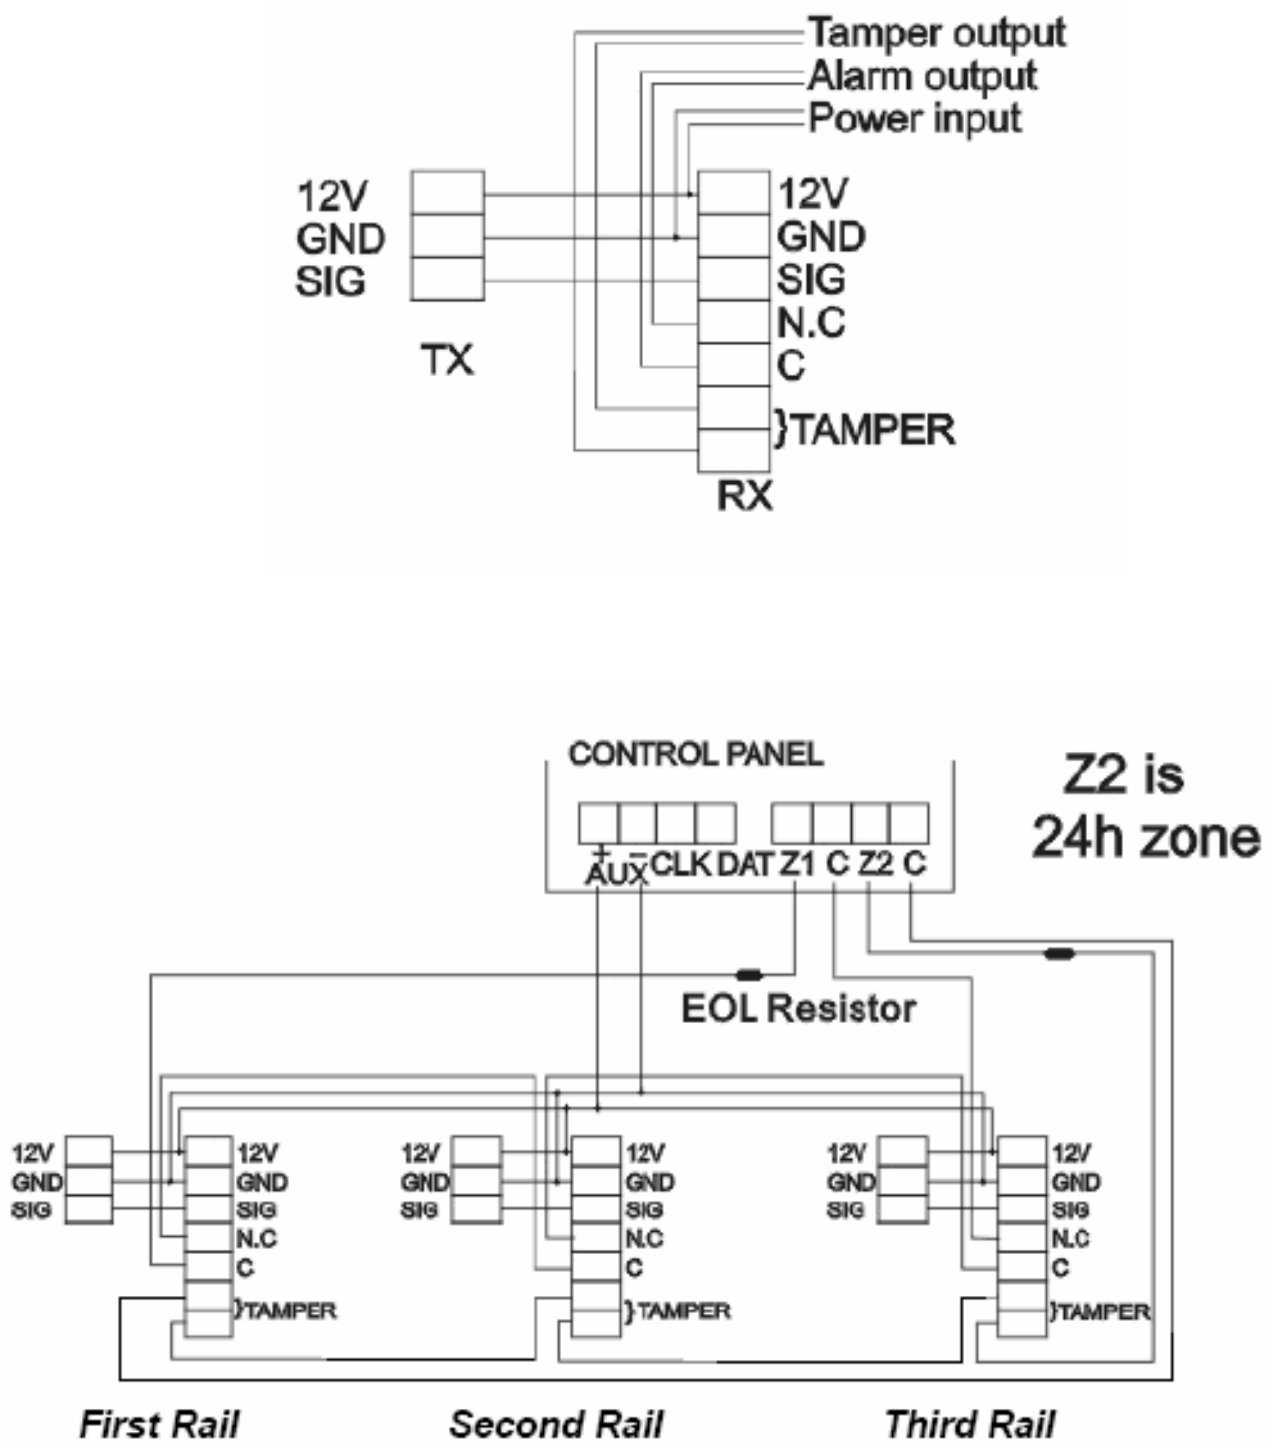 Tamper output
Alarm output
Power input
12V
GND
SIG
TX
12V
GND
SIG
N.C
C
}TAMPER
RX
CONTROL PANEL
Z2 is
24h zone
+ − CLK DAT Z1 C Z2 C
AUX
EOL Resistor
12V
GND
SIG
12V
GND
SIG
N.C
C
}TAMPER
12V
GND
SIG
12V
GND
SIG
N.C
C
}TAMPER
12V
GND
SIG
12V
GND
SIG
N.C
C
}TAMPER
First Rail
Second Rail
Third Rail